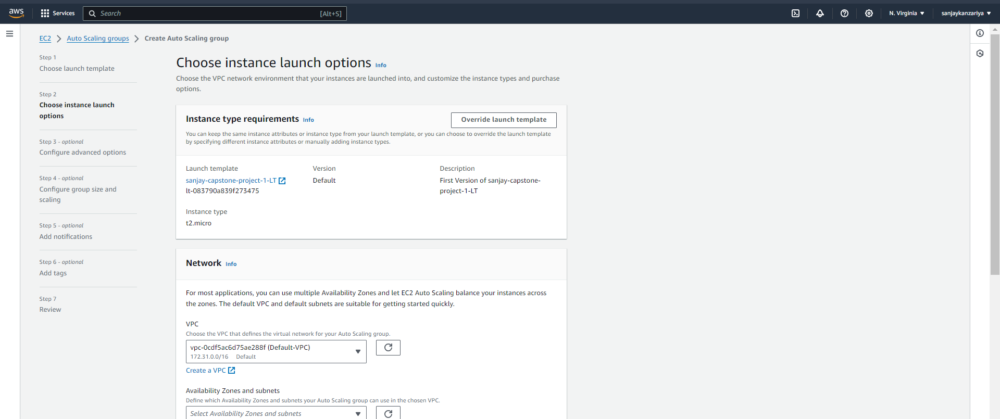 aws
Services
Search
[Alt+S]
N. Virginia
sanjaykanzariya
EC2
Auto Scaling groups
Create Auto Scaling group
Step 1
Choose launch template
Step 2
Choose instance launch
options
Step 3 - optional
Configure advanced options
Step 4 - optional
Configure group size and
scaling
Step 5 - optional
Add notifications
Step 6 - optional
Add tags
Step 7
Review
Choose instance launch options Info
Choose the VPC network environment that your instances are launched into, and customize the instance types and purchase
options.
Instance type requirements Info
Override launch template
You can keep the same instance attributes or instance type from your launch template, or you can choose to override the launch template
by specifying different instance attributes or manually adding instance types.
Launch template
sanjay-capstone-project-1-LT
lt-083790a839f273475
Version
Default
Description
First Version of sanjay-capstone-
project-1-LT
Instance type
t2.micro
Network Info
For most applications, you can use multiple Availability Zones and let EC2 Auto Scaling balance your instances across
the zones. The default VPC and default subnets are suitable for getting started quickly.
VPC
Choose the VPC that defines the virtual network for your Auto Scaling group.
vpc-0cdf5ac6d75ae288f (Default-VPC)
172.31.0.0/16 Default
Create a VPC
Availability Zones and subnets
Define which Availability Zones and subnets your Auto Scaling group can use in the chosen VPC.
Select Availability Zones and subnets